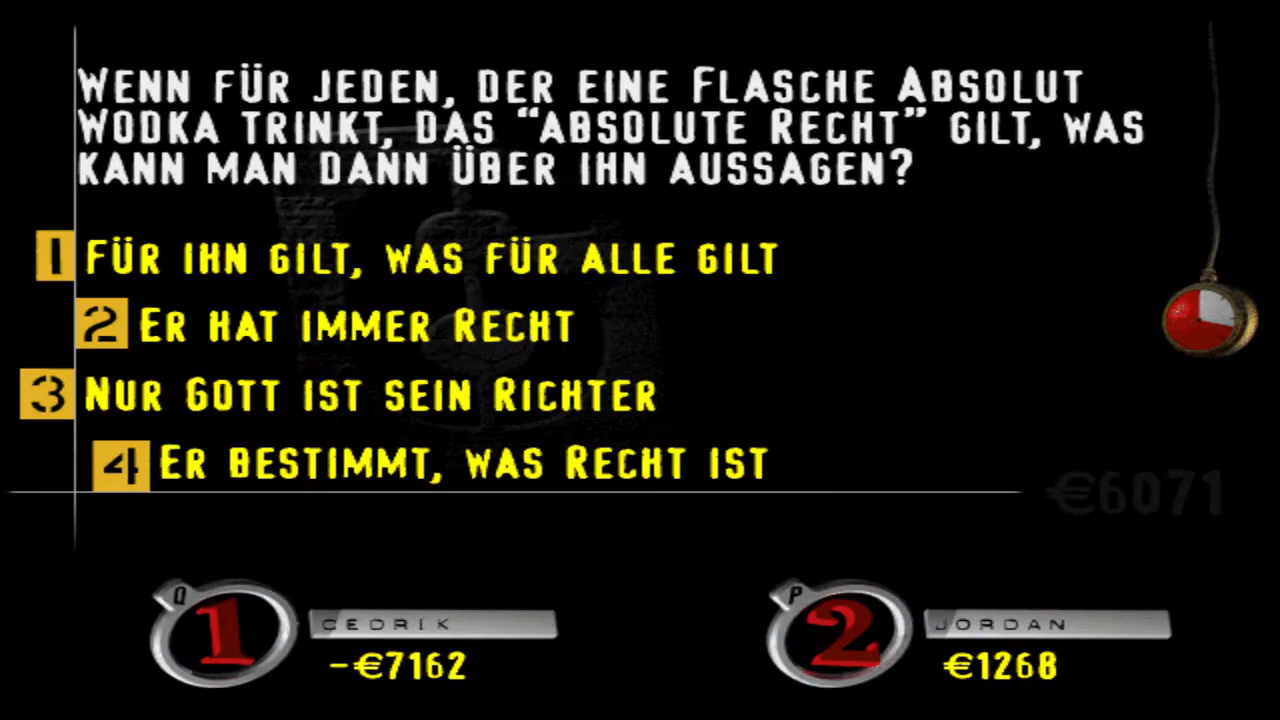 Wenn für jeden, der eine Flasche Absolut
Wodka trinkt, das “absolute Recht” gilt, was
kann man dann über ihn aussagen?
1 Für ihn gilt, was für alle gilt
2 Er hat immer Recht
3 Nur Gott ist sein Richter
4 Er bestimmt, was Recht ist
€6071
Q 1 CEDRIK
-€7162
P 2 JORDAN
€1268